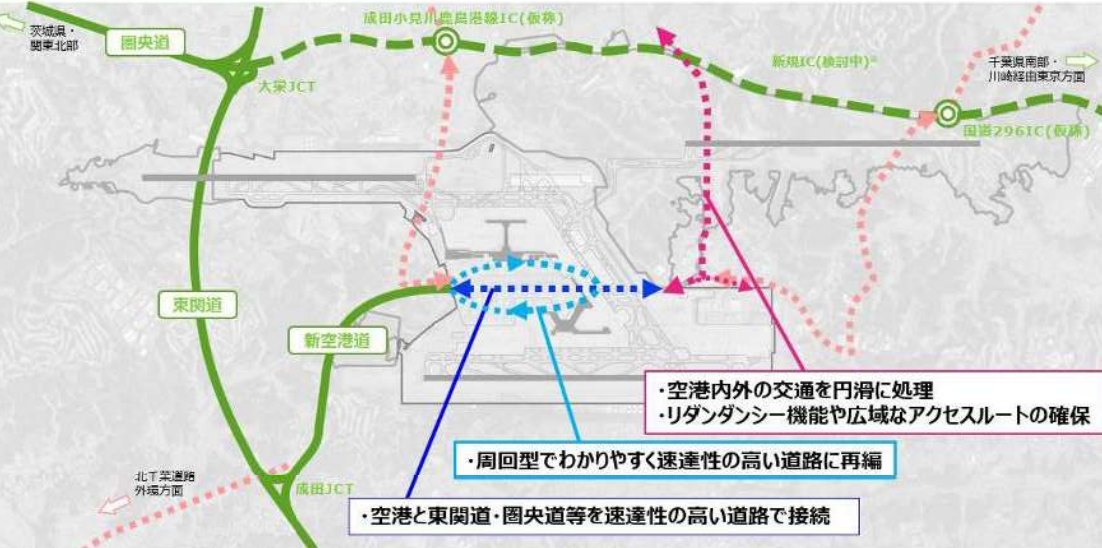 茨城県・
関東北部
圏央道
成田小見川鹿島港線IC(仮称)
大栄JCT
新規IC(検討中)※
千葉県南部・
川崎経由東京方面
国道296IC(仮称)
東関道
新空港道
・空港内外の交通を円滑に処理
・リダンダンシー機能や広域なアクセスルートの確保
・周回型でわかりやすく速達性の高い道路に再編
北千葉道路
外環方面
成田JCT
・空港と東関道・圏央道等を速達性の高い道路で接続